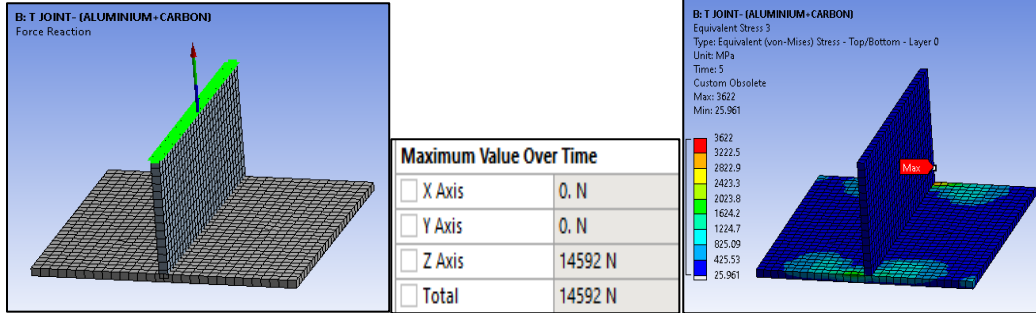 B: T JOINT- (ALUMINIUM+CARBON)
Force Reaction
Maximum Value Over Time
X Axis 0. N
Y Axis 0. N
Z Axis 14592 N
Total 14592 N
B: T JOINT- (ALUMINIUM+CARBON)
Equivalent Stress 3
Type: Equivalent (von-Mises) Stress - Top/Bottom - Layer 0
Unit: MPa
Time: 5
Custom Obsolete
Max: 3622
Min: 25.961
3622
3222.5
2822.9
2423.3
2023.8
1624.2
1224.7
825.09
425.53
25.961
Max